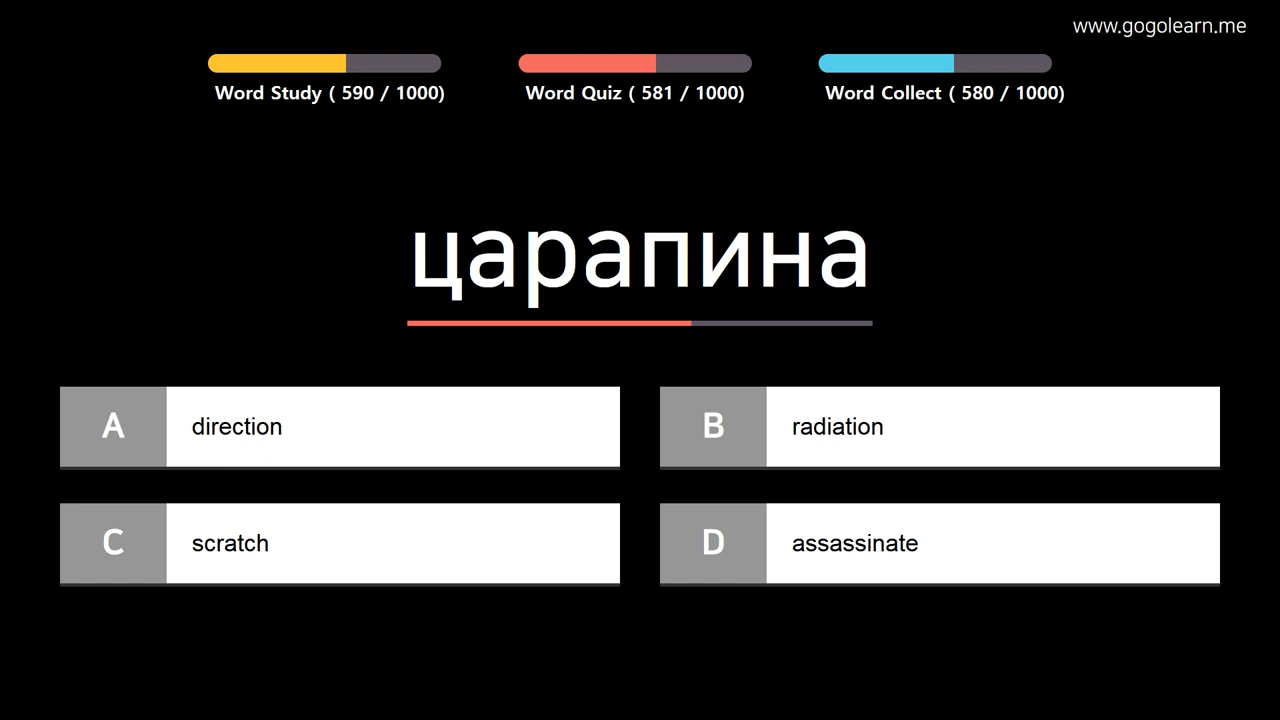 www.gogolearn.me
Word Study ( 590 / 1000)
Word Quiz ( 581 / 1000)
Word Collect ( 580 / 1000)
царапина
A direction
B radiation
C scratch
D assassinate